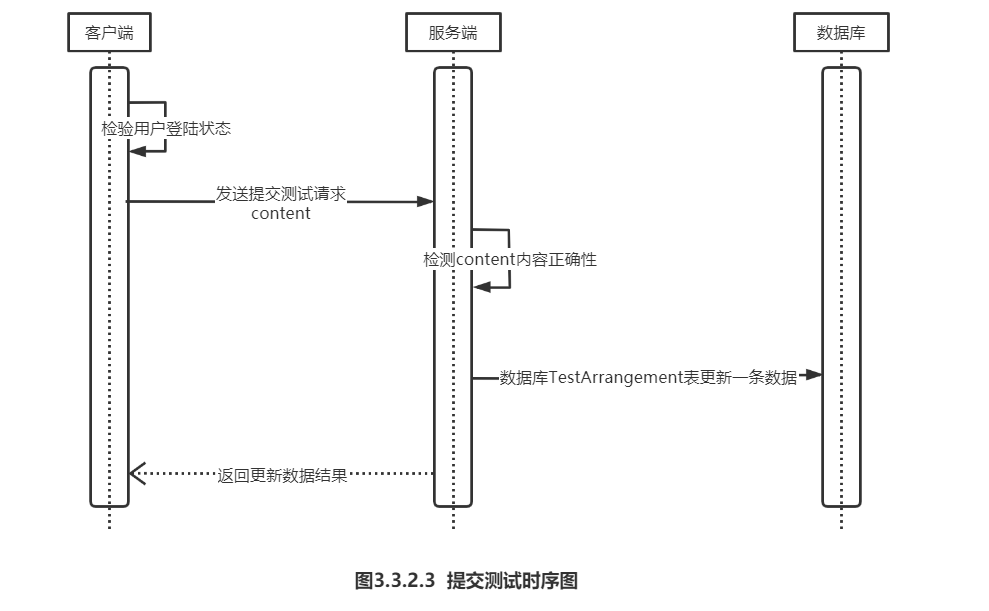 客户端
服务端
数据库
检验用户登陆状态
发送提交测试请求
content
检测content内容正确性
数据库TestArrangement表更新一条数据
返回更新数据结果
图3.3.2.3 提交测试时序图